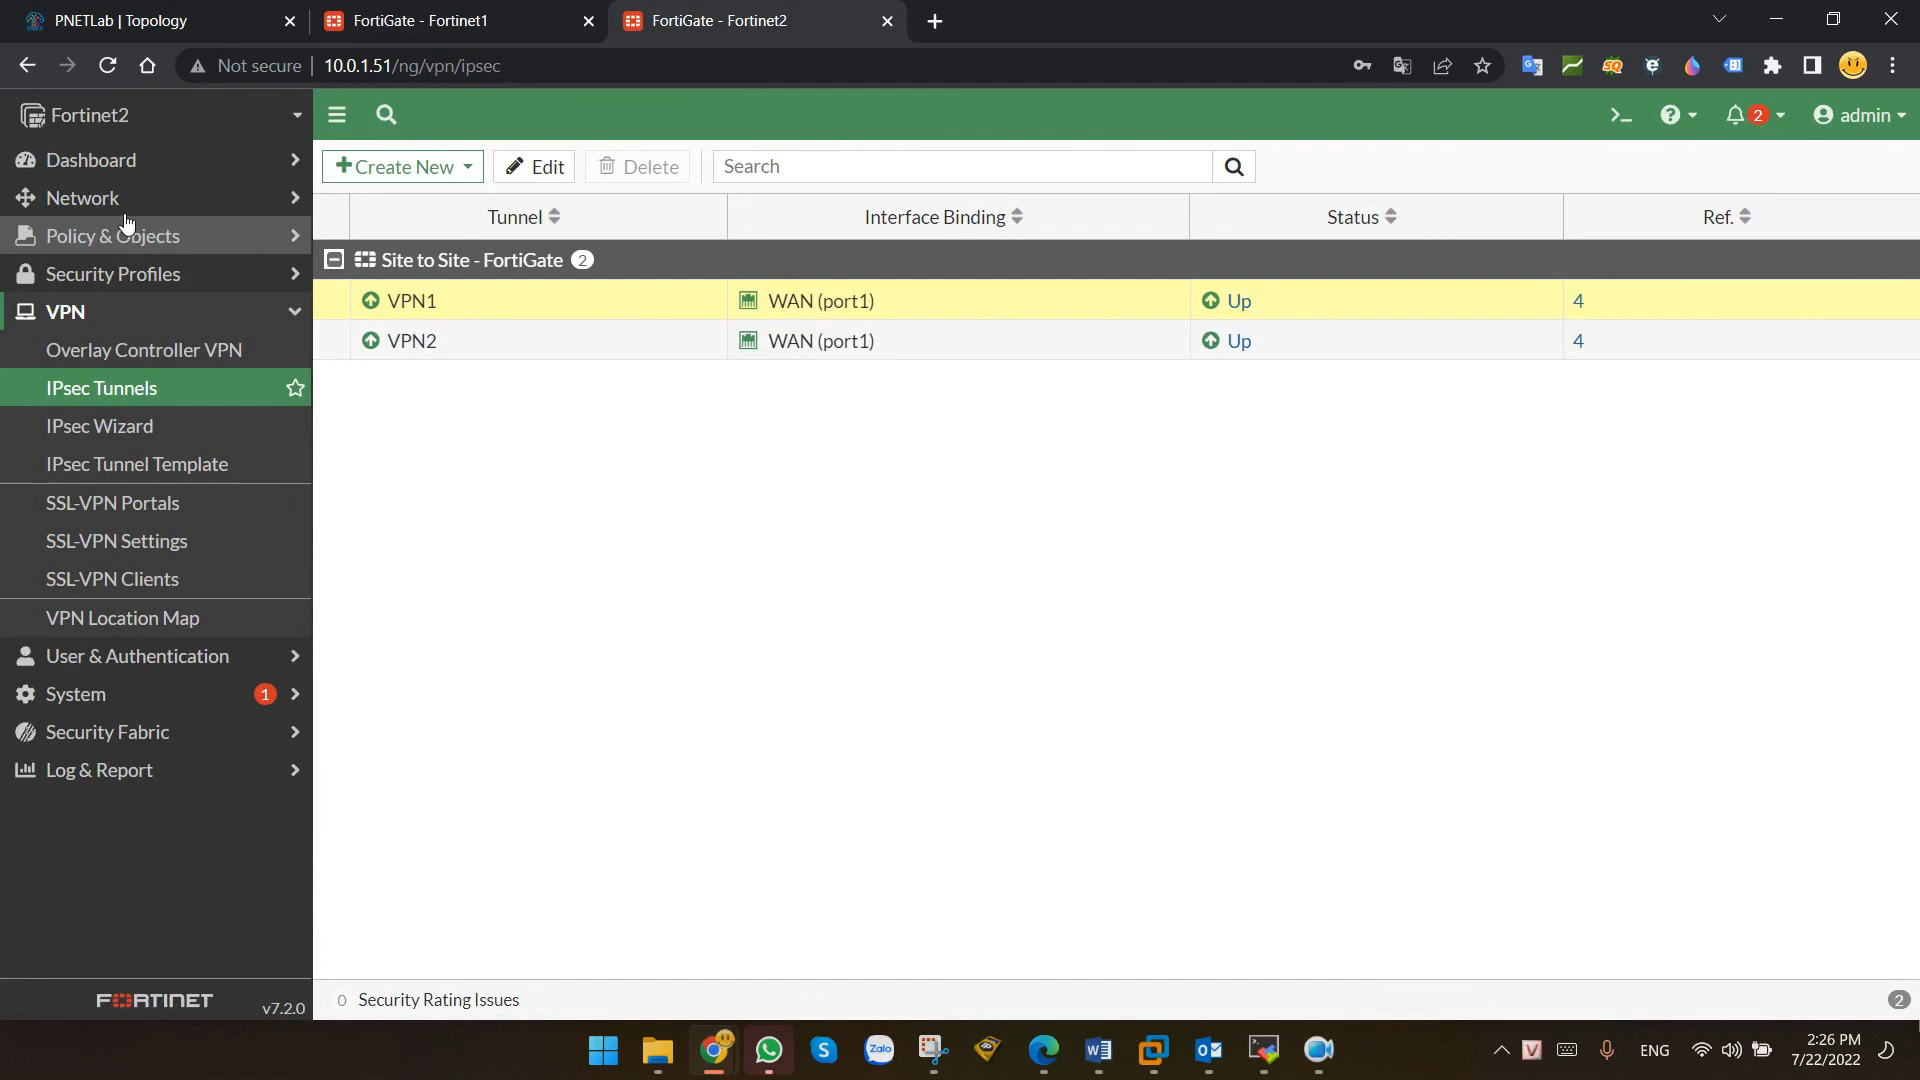 PNETLab | Topology
FortiGate - Fortinet1
FortiGate - Fortinet2
Not secure
10.0.1.51/ng/vpn/ipsec
Fortinet2
2
admin
Dashboard
Network
Policy & Objects
Security Profiles
VPN
Overlay Controller VPN
IPsec Tunnels
IPsec Wizard
IPsec Tunnel Template
SSL-VPN Portals
SSL-VPN Settings
SSL-VPN Clients
VPN Location Map
User & Authentication
System 1
Security Fabric
Log & Report
FORTINET v7.2.0
Create New
Edit
Delete
Search
Tunnel Interface Binding Status Ref.
Site to Site - FortiGate 2
VPN1 WAN (port1) Up 4
VPN2 WAN (port1) Up 4
0 Security Rating Issues
2
Zalo
ENG
2:26 PM
7/22/2022